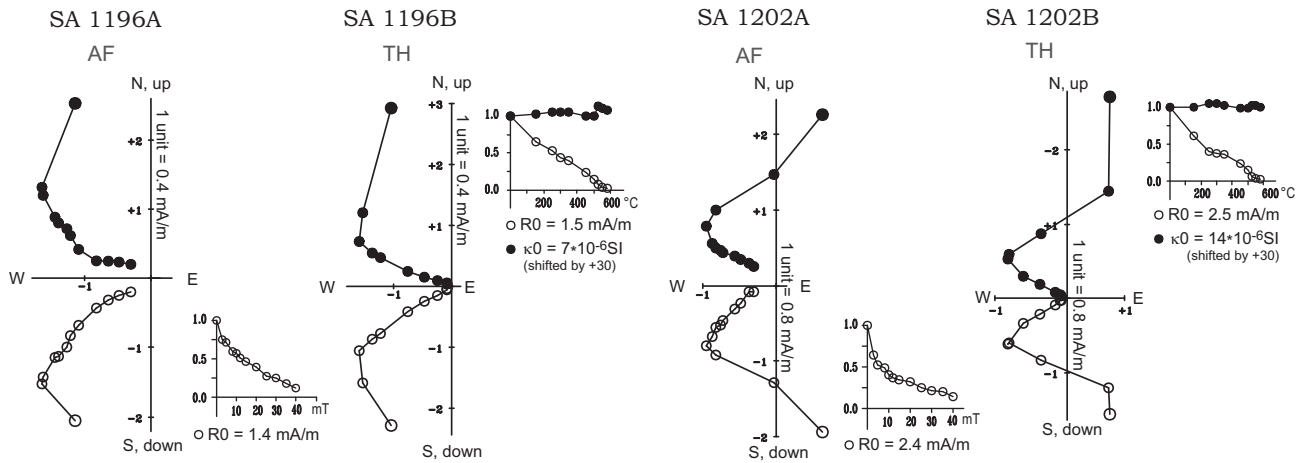 SA 1196A
AF
N, up
+2
+1
1 unit = 0.4 mA/m
W
-1
E
-1
-2
S, down
1.0
0.5
0.0
10 20 30 40 mT
R0 = 1.4 mA/m
SA 1196B
TH
N, up
+3
+2
+1
1 unit = 0.4 mA/m
-1
E
-1
-2
S, down
1.0
0.5
0.0
200 400 600 °C
R0 = 1.5 mA/m
κ0 = 7*10-6SI
(shifted by +30)
SA 1202A
AF
N, up
+2
+1
W
-1
E
1 unit = 0.8 mA/m
-1
-2
S, down
1.0
0.5
0.0
10 20 30 40 mT
R0 = 2.4 mA/m
SA 1202B
TH
N, up
-2
+1
W
-1
E
+1
1 unit = 0.8 mA/m
-1
S, down
1.0
0.5
0.0
200 400 600 °C
R0 = 2.5 mA/m
κ0 = 14*10-6SI
(shifted by +30)